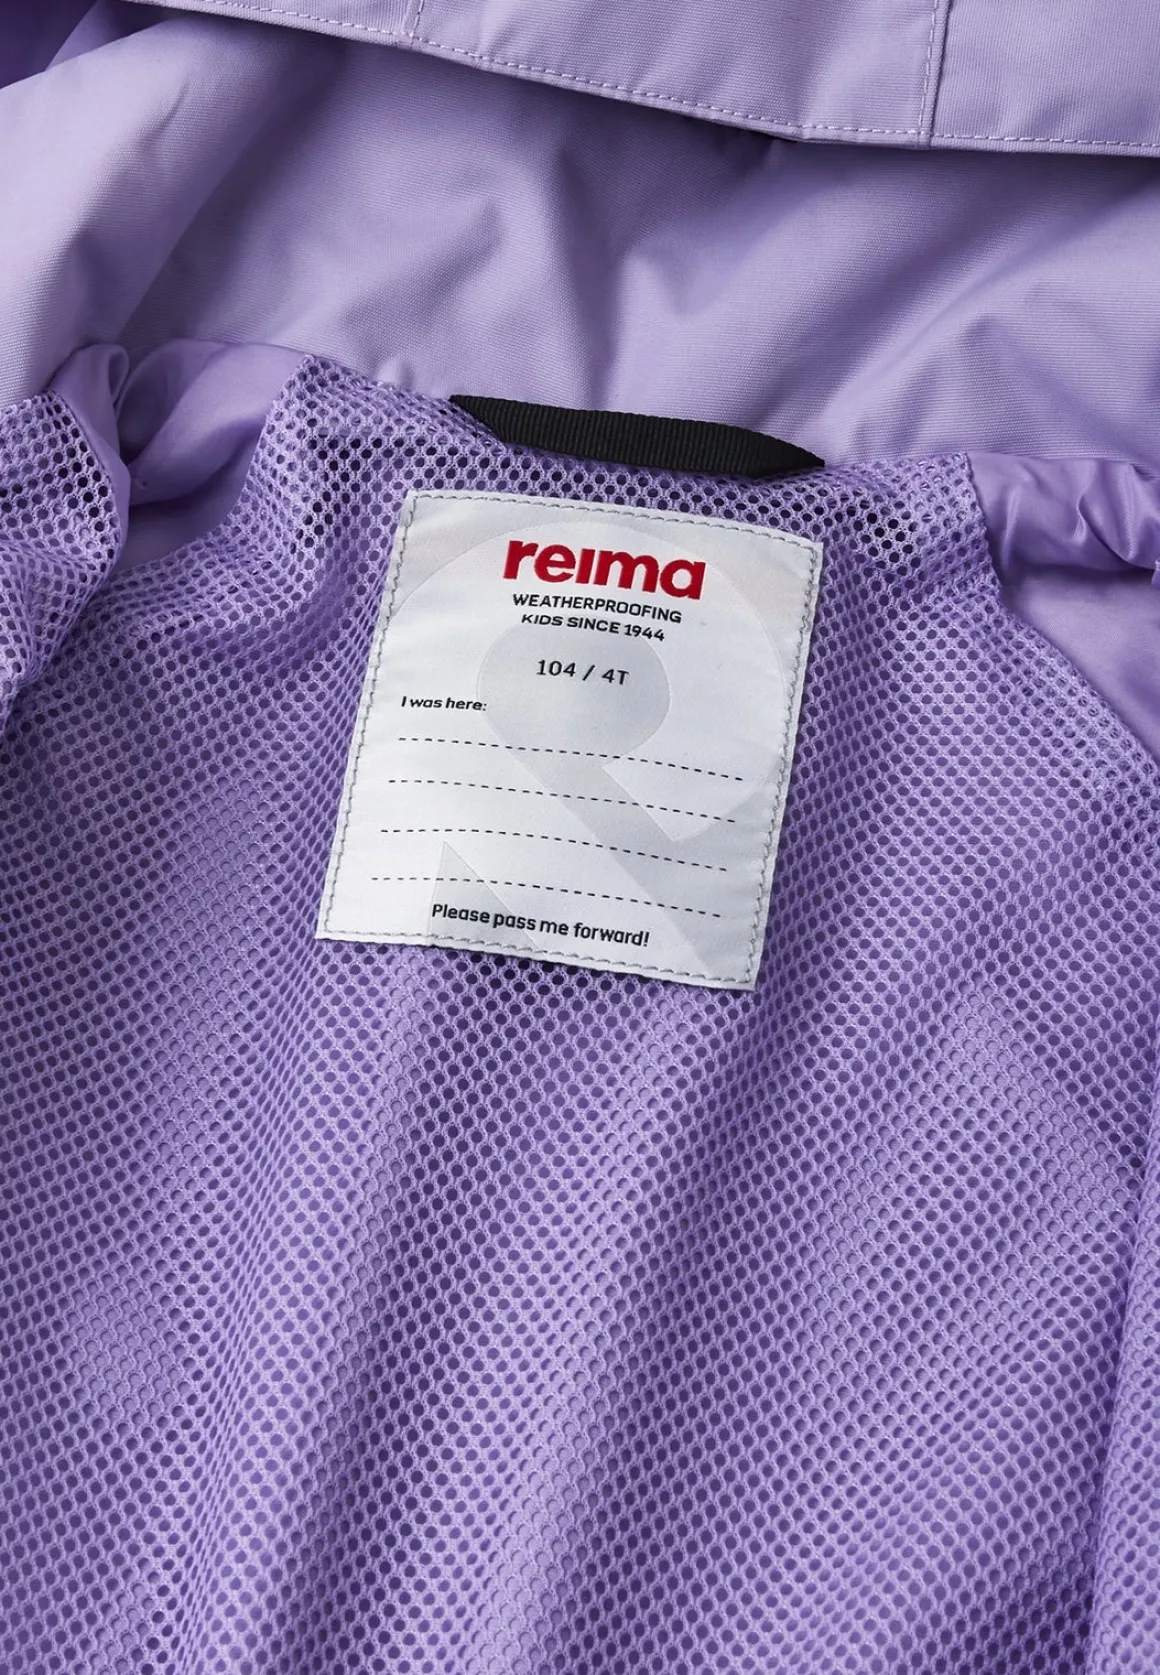 reima
WEATHERPROOFING
KIDS SINCE 1944
104 / 4T
I was here:
Please pass me forward!